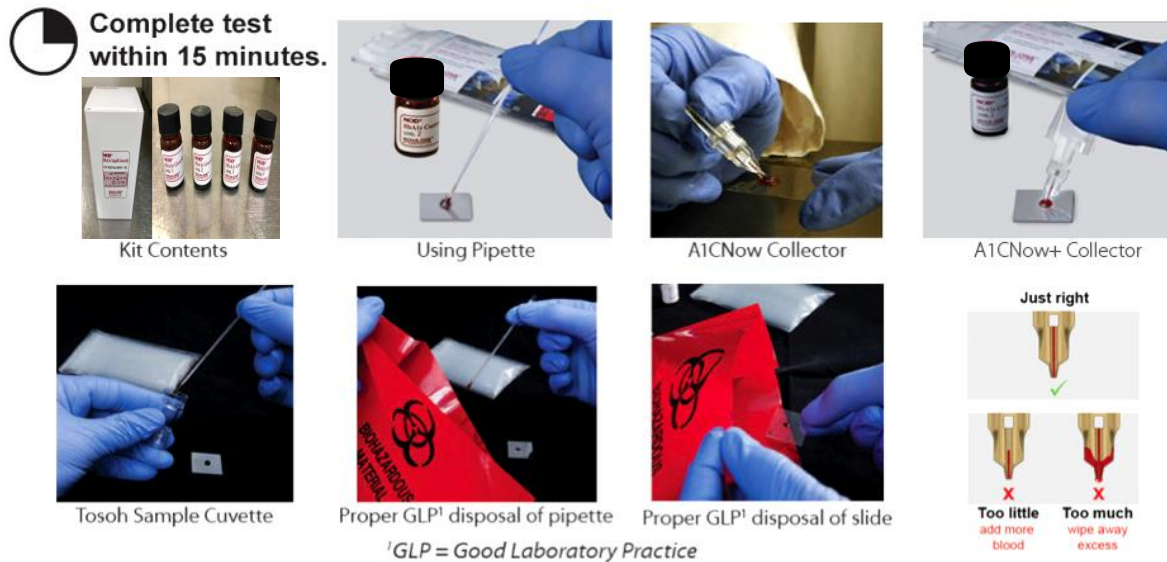 Complete test
within 15 minutes.
Kit Contents
Using Pipette
A1CNow Collector
A1CNow+ Collector
BIOHAZARDOUS
MATERIAL
Tosoh Sample Cuvette
Proper GLP¹ disposal of pipette
Proper GLP¹ disposal of slide
Just right
X
X
Too little
add more
blood
Too much
wipe away
excess
¹GLP = Good Laboratory Practice